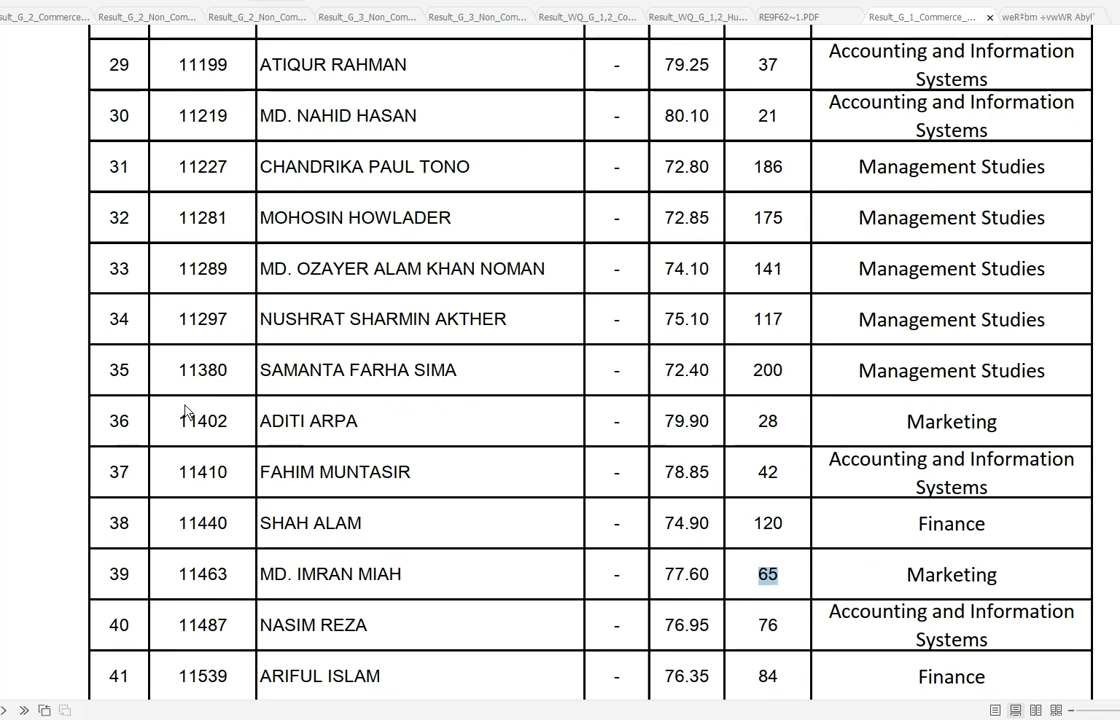 sult_G_2_Commerce... Result_G_2_Non_Com... Result_G_2_Non_Com... Result_G_3_Non_Com... Result_G_3_Non_Com... Result_WQ_G_1,2_Co... Result_WQ_G_1,2_Hu... RE9F62~1.PDF Result_G_1_Commerce_... × weR‡bm ÷vwWR Abyl
29 11199 ATIQUR RAHMAN - 79.25 37 Accounting and Information
Systems
30 11219 MD. NAHID HASAN - 80.10 21 Accounting and Information
Systems
31 11227 CHANDRIKA PAUL TONO - 72.80 186 Management Studies
32 11281 MOHOSIN HOWLADER - 72.85 175 Management Studies
33 11289 MD. OZAYER ALAM KHAN NOMAN - 74.10 141 Management Studies
34 11297 NUSHRAT SHARMIN AKTHER - 75.10 117 Management Studies
35 11380 SAMANTA FARHA SIMA - 72.40 200 Management Studies
36 11402 ADITI ARPA - 79.90 28 Marketing
37 11410 FAHIM MUNTASIR - 78.85 42 Accounting and Information
Systems
38 11440 SHAH ALAM - 74.90 120 Finance
39 11463 MD. IMRAN MIAH - 77.60 65 Marketing
40 11487 NASIM REZA - 76.95 76 Accounting and Information
Systems
41 11539 ARIFUL ISLAM - 76.35 84 Finance